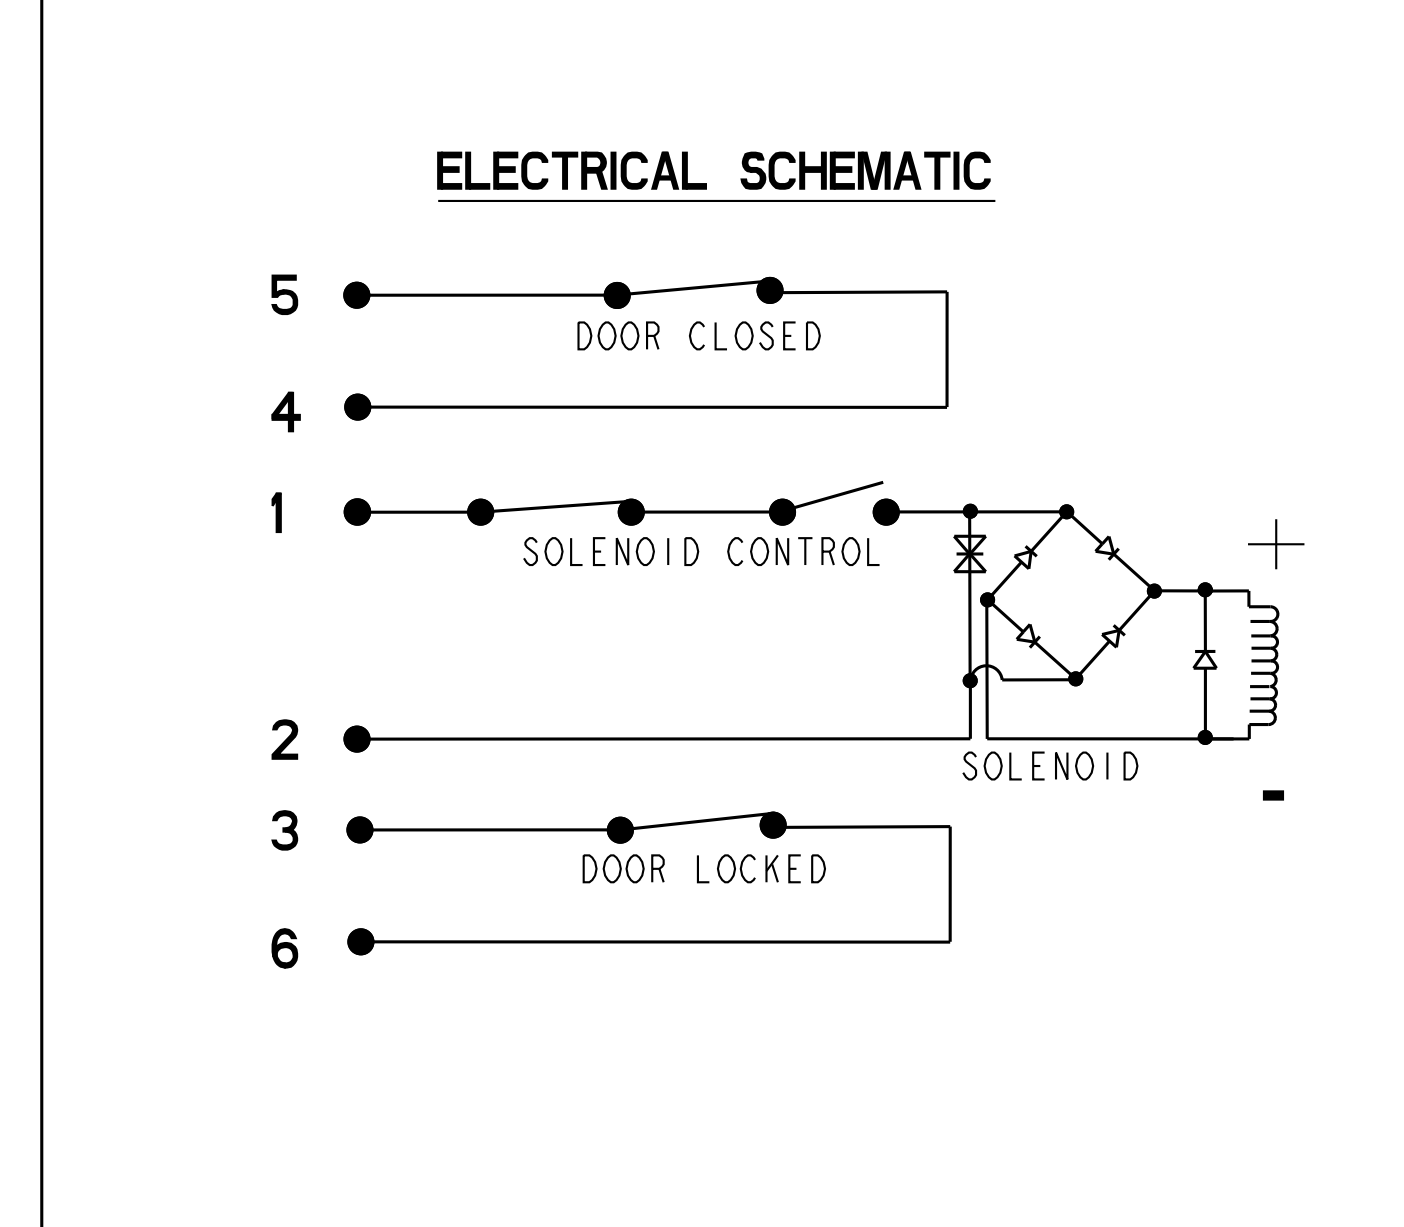 ELECTRICAL SCHEMATIC
5
DOOR CLOSED
4
1
SOLENOID CONTROL
+
2
SOLENOID
-
3
DOOR LOCKED
6